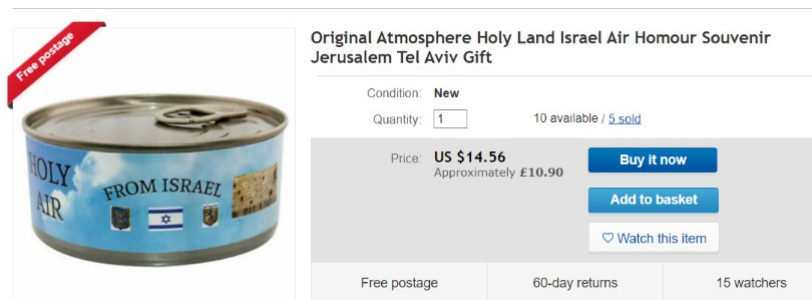 Free postage
Original Atmosphere Holy Land Israel Air Homour Souvenir
Jerusalem Tel Aviv Gift
Condition: New
Quantity: 1 10 available / 5 sold
Price: US $14.56 Buy it now
Approximately £10.90
Add to basket
Watch this item
Free postage 60-day returns 15 watchers
HOLY
AIR
FROM ISRAEL